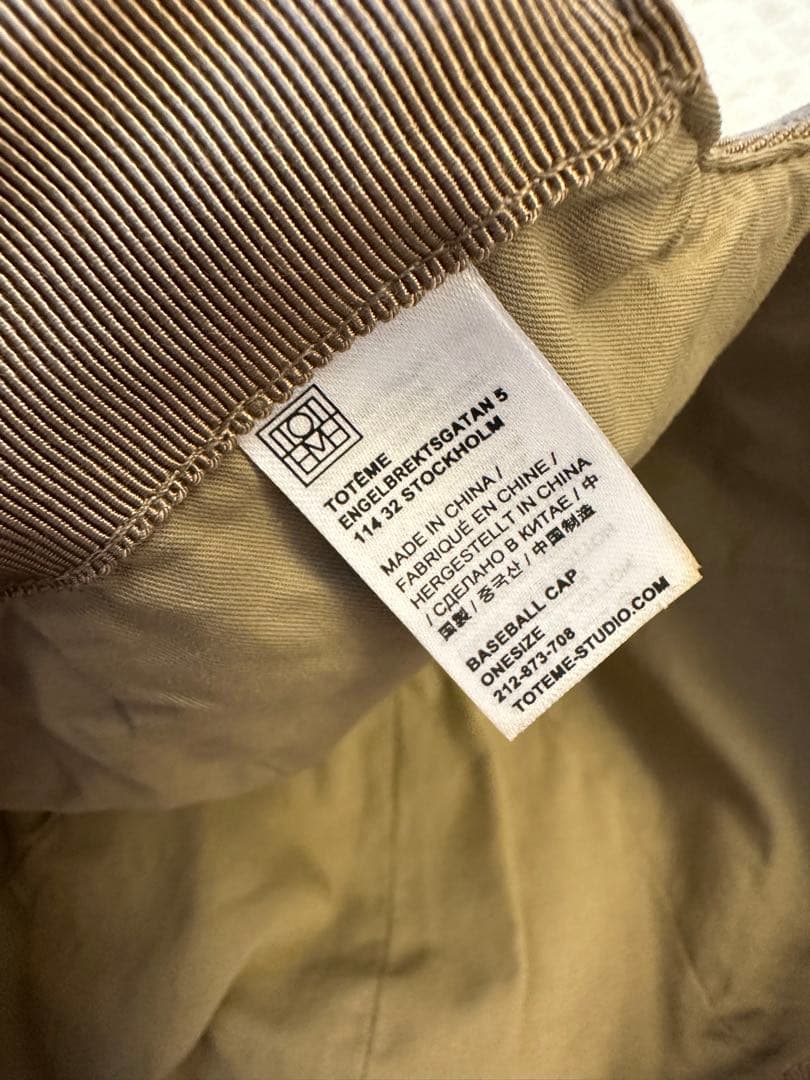 TOTÊME
ENGELBREKTSGATAN 5
114 32 STOCKHOLM
MADE IN CHINA /
FABRIQUÉ EN CHINE /
HERGESTELLT IN CHINA
/ СДЕЛАНО В КИТАЕ / 中
国製 / 중국산 / 中国制造
BASEBALL CAP
ONESIZE
212-873-708
TOTEME-STUDIO.COM